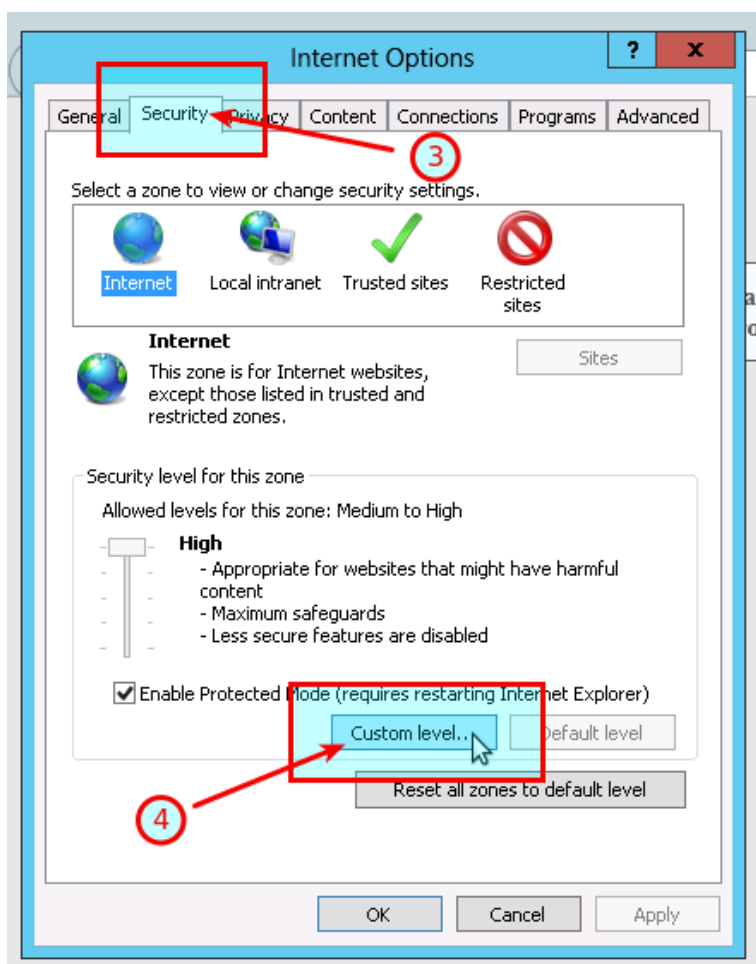 Internet Options
?
x
General Security Privacy Content Connections Programs Advanced
3
Select a zone to view or change security settings.
Internet Local intranet Trusted sites Restricted
sites
Internet
Sites
This zone is for Internet websites,
except those listed in trusted and
restricted zones.
Security level for this zone
Allowed levels for this zone: Medium to High
High
- Appropriate for websites that might have harmful
content
- Maximum safeguards
- Less secure features are disabled
Enable Protected Mode (requires restarting Internet Explorer)
Custom level... Default level
4
Reset all zones to default level
OK Cancel Apply